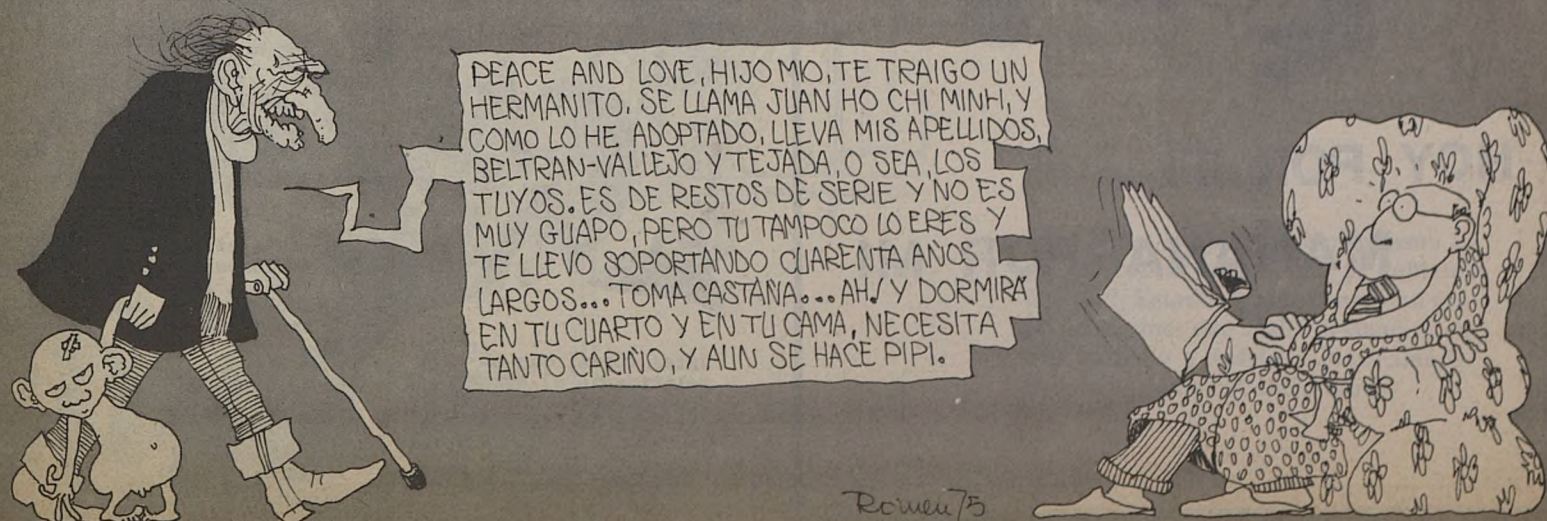 PEACE AND LOVE, HIJO MIO, TE TRAIGO UN
HERMANITO. SE LLAMA JUAN HO CHI MINH, Y
COMO LO HE ADOPTADO, LLEVA MIS APELLIDOS,
BELTRAN-VALLEJO Y TEJADA, O SEA, LOS
TUYOS. ES DE RESTOS DE SERIE Y NO ES
MUY GUAPO, PERO TU TAMPOCO LO ERES Y
TE LLEVO SOPORTANDO CUARENTA AÑOS
LARGOS... TOMA CASTAÑA... AH! Y DORMIRÁ
EN TU CUARTO Y EN TU CAMA, NECESITA
TANTO CARIÑO, Y AUN SE HACE PIPI.
Romeu 75